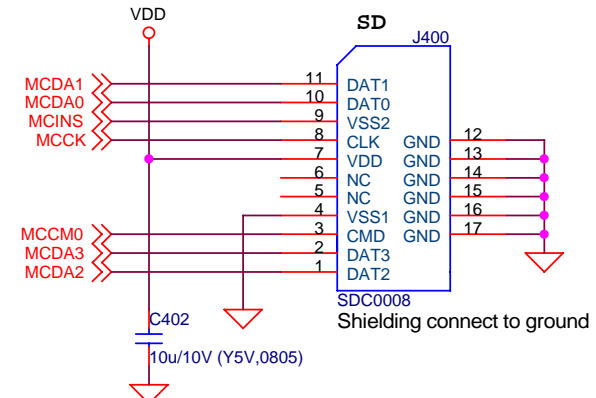 VDD
SD
J400
MCDA1 11 DAT1
MCDA0 10 DAT0
MCINS 9 VSS2
MCCK 8 CLK GND 12
7 VDD GND 13
6 NC GND 14
5 NC GND 15
4 VSS1 GND 16
MCCM0 3 CMD GND 17
MCDA3 2 DAT3
MCDA2 1 DAT2
SDC0008
C402
Shielding connect to ground
10u/10V (Y5V,0805)